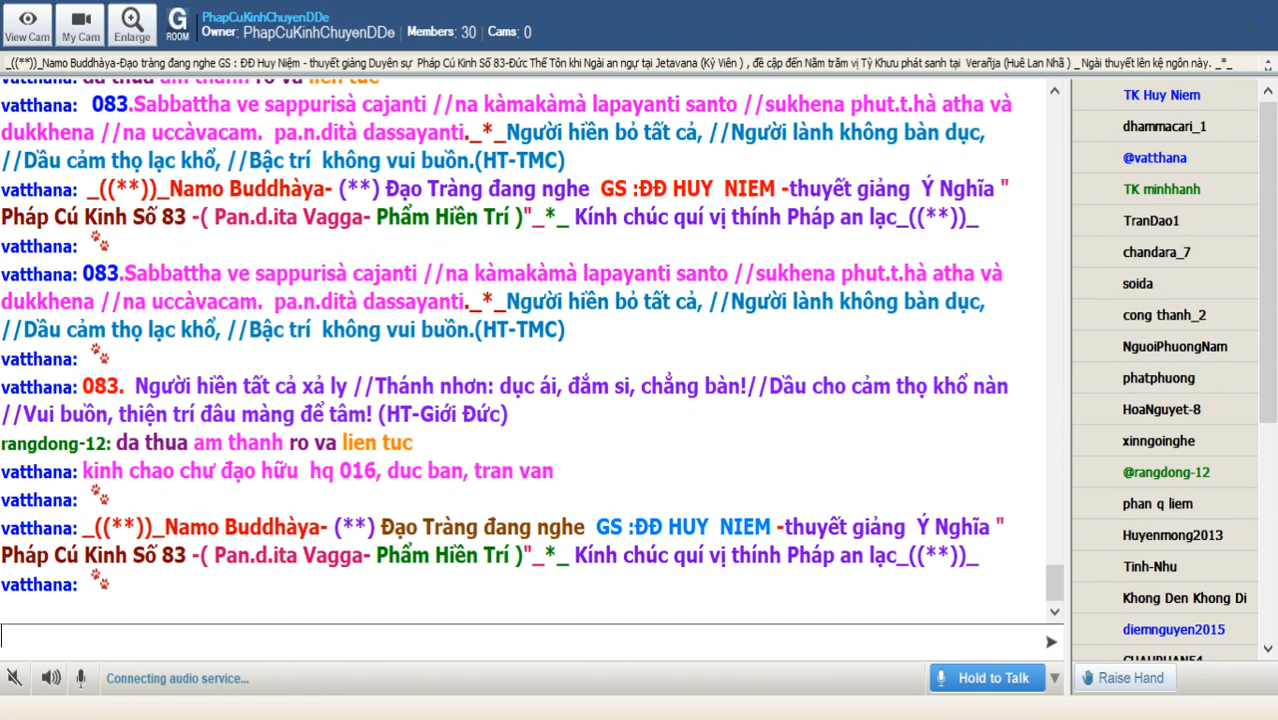 View Cam
My Cam
Enlarge
G
ROOM
PhapCuKinhChuyenDDe
Owner: PhapCuKinhChuyenDDe Members: 30 Cams: 0
_((**))_Namo Buddhàya-Đạo tràng đang nghe GS : ĐĐ Huy Niệm - thuyết giảng Duyên sự Pháp Cú Kinh Số 83-Đức Thế Tôn khi Ngài an ngự tại Jetavana (Kỳ Viên ) , đề cập đến Năm trăm vị Tỳ Khưu phát sanh tại Verañja (Huê Lan Nhã ) _ Ngài thuyết lên kệ ngôn này. _*_
vatthana: 083.Sabbattha ve sappurisà cajanti //na kàmakàmà lapayanti santo //sukhena phut.t.hà atha và
dukkhena //na uccàvacam. pa.n.dità dassayanti._*_Người hiền bỏ tất cả, //Người lành không bàn dục,
//Dầu cảm thọ lạc khổ, //Bậc trí không vui buồn.(HT-TMC)
vatthana: _((**))_Namo Buddhàya- (**) Đạo Tràng đang nghe GS :ĐĐ HUY NIEM -thuyết giảng Ý Nghĩa "
Pháp Cú Kinh Số 83 -( Pan.d.ita Vagga- Phẩm Hiền Trí )"_*_ Kính chúc quí vị thính Pháp an lạc_((**))_
vatthana:
vatthana: 083.Sabbattha ve sappurisà cajanti //na kàmakàmà lapayanti santo //sukhena phut.t.hà atha và
dukkhena //na uccàvacam. pa.n.dità dassayanti._*_Người hiền bỏ tất cả, //Người lành không bàn dục,
//Dầu cảm thọ lạc khổ, //Bậc trí không vui buồn.(HT-TMC)
vatthana:
vatthana: 083. Người hiền tất cả xả ly //Thánh nhơn: dục ái, đắm si, chẳng bàn!//Dầu cho cảm thọ khổ nàn
//Vui buồn, thiện trí đâu màng để tâm! (HT-Giới Đức)
rangdong-12: da thua am thanh ro va lien tuc
vatthana: kinh chao chư đạo hữu hq 016, duc ban, tran van
vatthana:
vatthana: _((**))_Namo Buddhàya- (**) Đạo Tràng đang nghe GS :ĐĐ HUY NIEM -thuyết giảng Ý Nghĩa "
Pháp Cú Kinh Số 83 -( Pan.d.ita Vagga- Phẩm Hiền Trí )"_*_ Kính chúc quí vị thính Pháp an lạc_((**))_
vatthana:
TK Huy Niem
dhammacari_1
@vatthana
TK minhhanh
TranDao1
chandara_7
soida
cong thanh_2
NguoiPhuongNam
phatphuong
HoaNguyet-8
xinngoinghe
@rangdong-12
phan q liem
Huyenmong2013
Tinh-Nhu
Khong Den Khong Di
diemnguyen2015
Connecting audio service...
Hold to Talk
Raise Hand